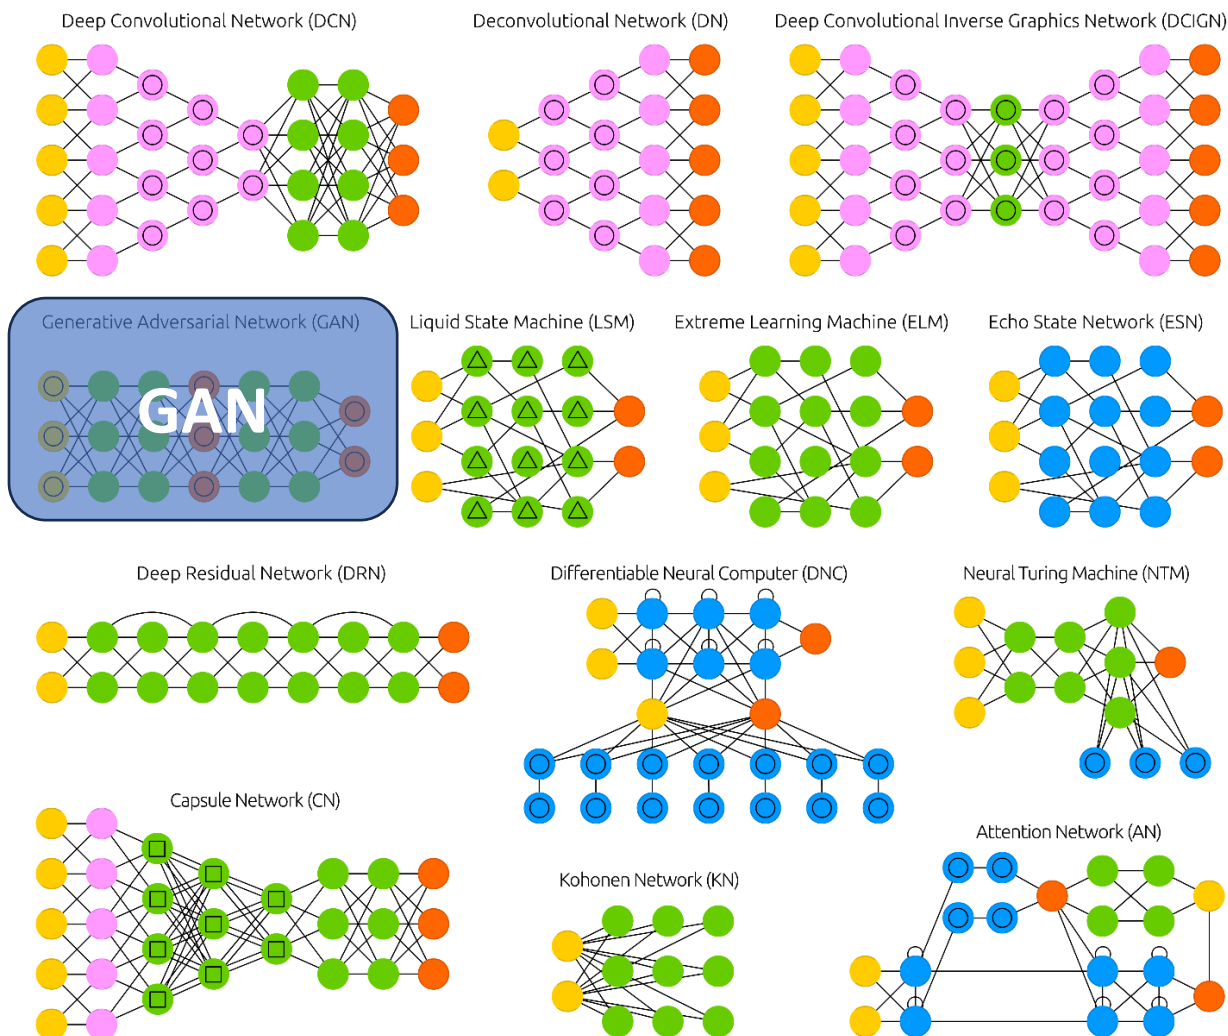 Deep Convolutional Network (DCN)
Deconvolutional Network (DN)
Deep Convolutional Inverse Graphics Network (DCIGN)
Generative Adversarial Network (GAN)
Liquid State Machine (LSM)
Extreme Learning Machine (ELM)
Echo State Network (ESN)
GAN
Deep Residual Network (DRN)
Differentiable Neural Computer (DNC)
Neural Turing Machine (NTM)
Capsule Network (CN)
Kohonen Network (KN)
Attention Network (AN)